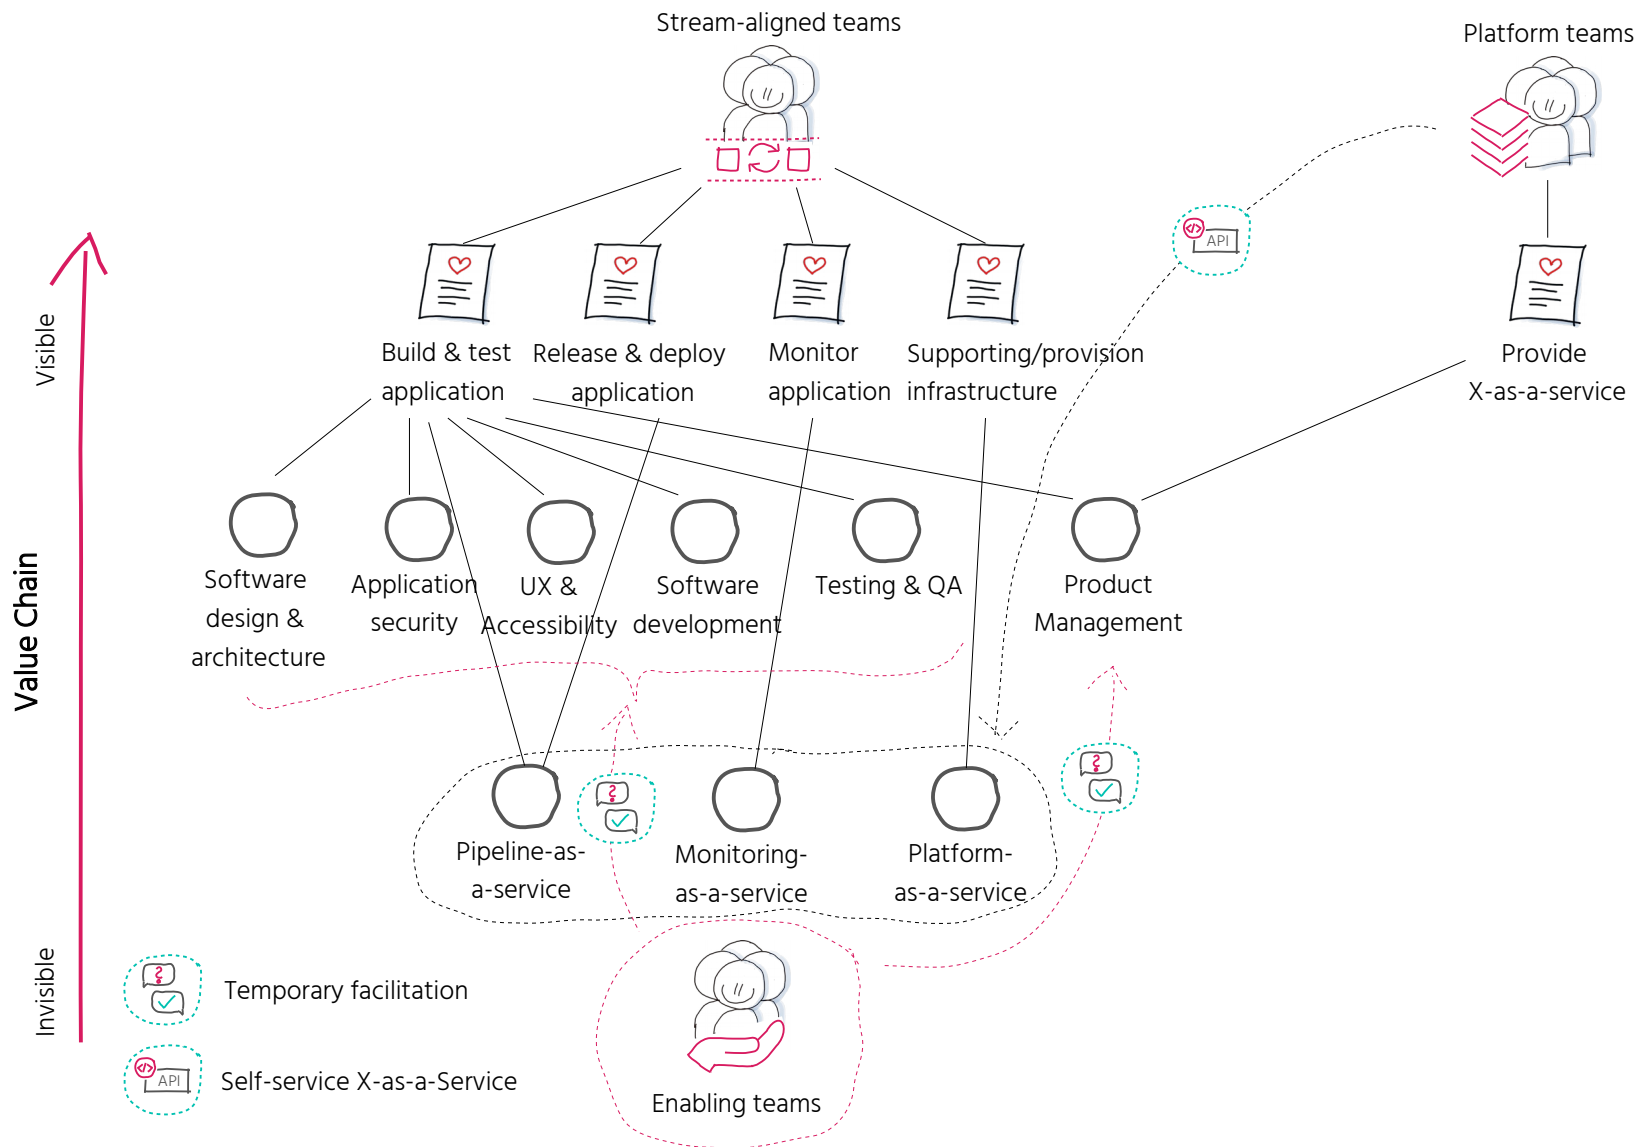 Stream-aligned teams
Platform teams
API
Visible
Build & test
application
Release & deploy
application
Monitor
application
Supporting/provision
infrastructure
Provide
X-as-a-service
Value Chain
Software
design &
architecture
Application
security
UX &
Accessibility
Software
development
Testing & QA
Product
Management
?
?
Pipeline-as-
a-service
Monitoring-
as-a-service
Platform-
as-a-service
Invisible
?
Temporary facilitation
API
Self-service X-as-a-Service
Enabling teams